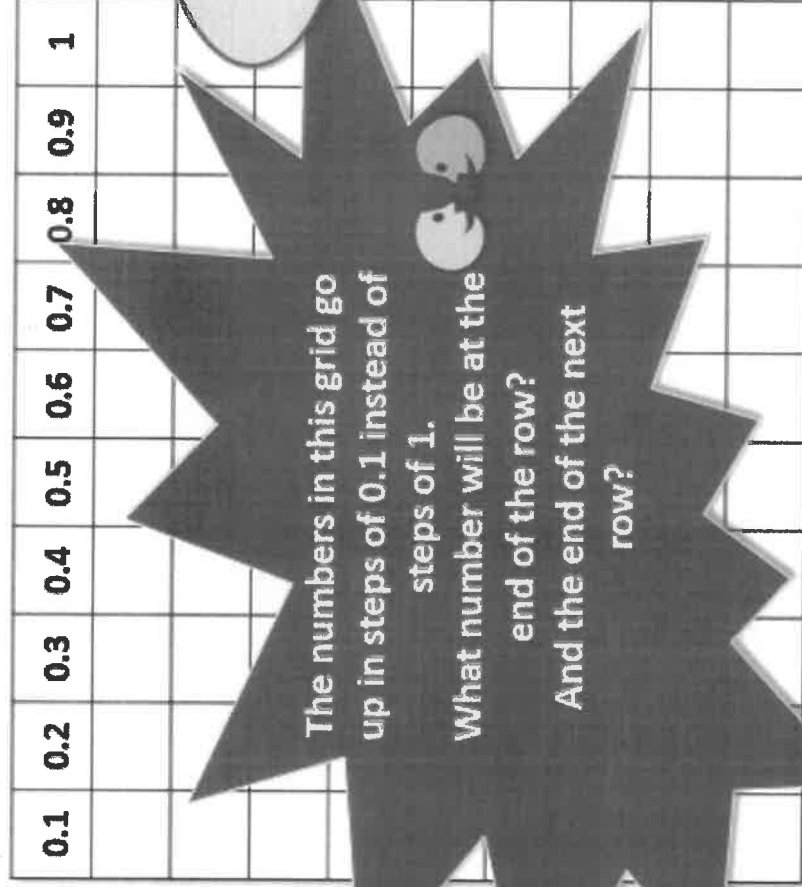 0.1 0.2 0.3 0.4 0.5 0.6 0.7 0.8 0.9 1
The numbers in this grid go
up in steps of 0.1 instead of
steps of 1.
What number will be at the
end of the row?
And the end of the next
row?